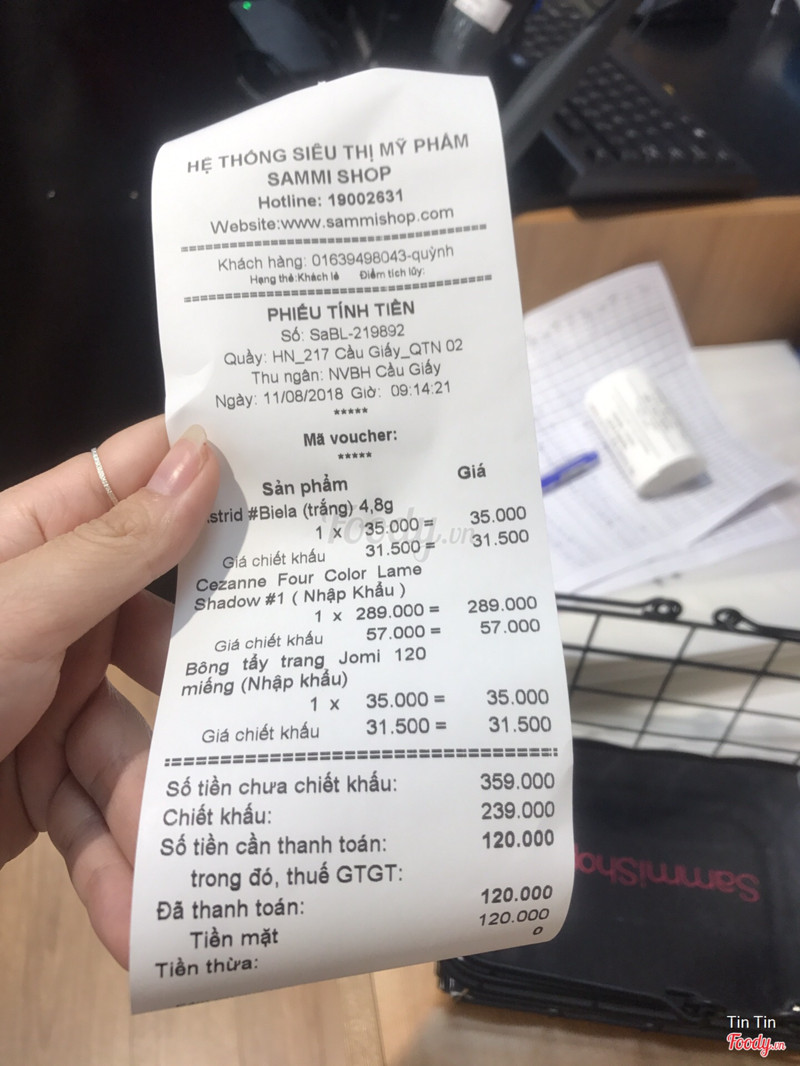 HỆ THỐNG SIÊU THỊ MỸ PHẨM
SAMMI SHOP
Hotline: 19002631
Website:www.sammishop.com
Khách hàng: 01639498043-quỳnh
Hạng thẻ:Khách lẻ Điểm tích lũy:
PHIẾU TÍNH TIỀN
Số: SaBL-219892
Quầy: HN_217 Cầu Giấy_QTN 02
Thu ngân: NVBH Cầu Giấy
Ngày: 11/08/2018 Giờ: 09:14:21
*****
Mã voucher:
*****
Sản phẩm Giá
strid #Biela (trắng) 4,8g
1 x 35.000 = 35.000
Giá chiết khấu 31.500 = 31.500
Cezanne Four Color Lame
Shadow #1 ( Nhập Khẩu )
1 x 289.000 = 289.000
Giá chiết khấu 57.000 = 57.000
Bông tẩy trang Jomi 120
miếng (Nhập khẩu)
1 x 35.000 = 35.000
Giá chiết khấu 31.500 = 31.500
Số tiền chưa chiết khấu: 359.000
Chiết khấu: 239.000
Số tiền cần thanh toán: 120.000
trong đó, thuế GTGT:
Đã thanh toán: 120.000
Tiền mặt 120.000
Tiền thừa: 0
Foody.vn
SammiShop
Tin Tin
Foody.vn